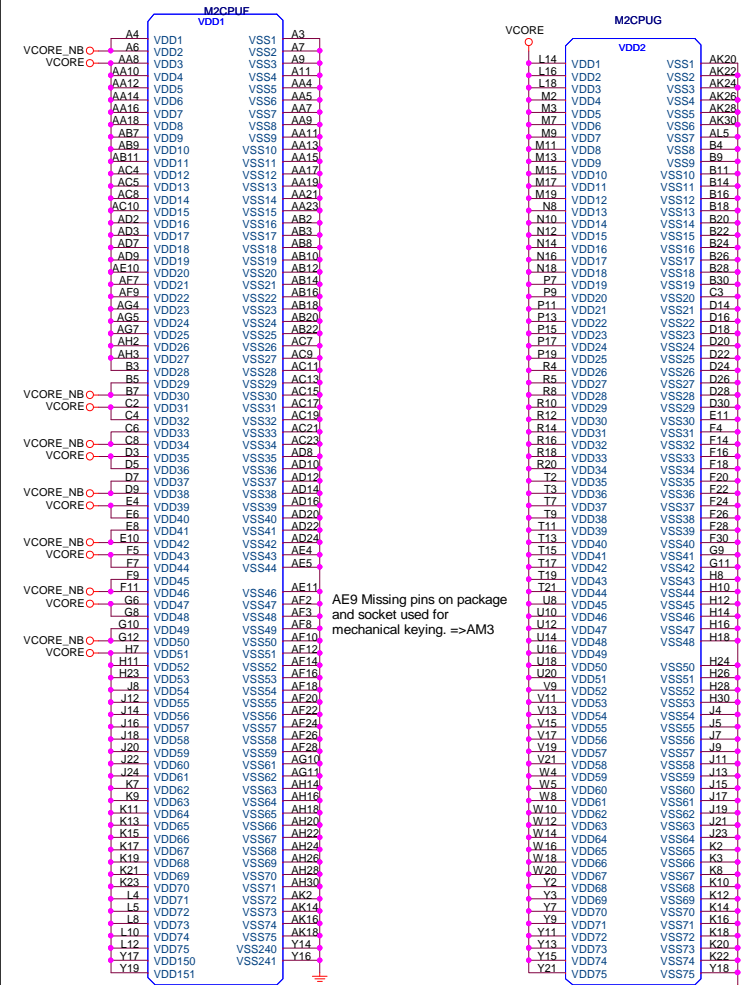 M2CPUF
VDD1
A4 VDD1 VSS1 A3
VCORE_NB A6 VDD2 VSS2 A7
VCORE AA8 VDD3 VSS3 A9
AA10 VDD4 VSS4 A11
AA12 VDD5 VSS5 AA4
AA14 VDD6 VSS6 AA5
AA16 VDD7 VSS7 AA7
AA18 VDD8 VSS8 AA9
AB7 VDD9 VSS9 AA11
AB9 VDD10 VSS10 AA13
AB11 VDD11 VSS11 AA15
AC4 VDD12 VSS12 AA17
AC5 VDD13 VSS13 AA19
AC8 VDD14 VSS14 AA21
AC10 VDD15 VSS15 AA23
AD2 VDD16 VSS16 AB2
AD3 VDD17 VSS17 AB3
AD7 VDD18 VSS18 AB8
AD9 VDD19 VSS19 AB10
AE10 VDD20 VSS20 AB12
AF7 VDD21 VSS21 AB14
AF9 VDD22 VSS22 AB16
AG4 VDD23 VSS23 AB18
AG5 VDD24 VSS24 AB20
AG7 VDD25 VSS25 AB22
AH2 VDD26 VSS26 AC7
AH3 VDD27 VSS27 AC9
B3 VDD28 VSS28 AC11
B5 VDD29 VSS29 AC13
VCORE_NB B7 VDD30 VSS30 AC15
VCORE C2 VDD31 VSS31 AC17
C4 VDD32 VSS32 AC19
C6 VDD33 VSS33 AC21
VCORE_NB C8 VDD34 VSS34 AC23
VCORE D3 VDD35 VSS35 AD8
D5 VDD36 VSS36 AD10
D7 VDD37 VSS37 AD12
VCORE_NB D9 VDD38 VSS38 AD14
VCORE E4 VDD39 VSS39 AD16
E6 VDD40 VSS40 AD20
E8 VDD41 VSS41 AD22
VCORE_NB E10 VDD42 VSS42 AD24
VCORE F5 VDD43 VSS43 AE4
F7 VDD44 VSS44 AE5
F9 VDD45
VCORE_NB F11 VDD46 VSS46 AE11
VCORE G6 VDD47 VSS47 AF2
G8 VDD48 VSS48 AF3
G10 VDD49 VSS49 AF8
VCORE_NB G12 VDD50 VSS50 AF10
VCORE H7 VDD51 VSS51 AF12
H11 VDD52 VSS52 AF14
H23 VDD53 VSS53 AF16
J8 VDD54 VSS54 AF18
J12 VDD55 VSS55 AF20
J14 VDD56 VSS56 AF22
J16 VDD57 VSS57 AF24
J18 VDD58 VSS58 AF26
J20 VDD59 VSS59 AF28
J22 VDD60 VSS61 AG10
J24 VDD61 VSS62 AG11
K7 VDD62 VSS63 AH14
K9 VDD63 VSS64 AH16
K11 VDD64 VSS65 AH18
K13 VDD65 VSS66 AH20
K15 VDD66 VSS67 AH22
K17 VDD67 VSS68 AH24
K19 VDD68 VSS69 AH26
K21 VDD69 VSS70 AH28
K23 VDD70 VSS71 AH30
L4 VDD71 VSS72 AK2
L5 VDD72 VSS73 AK14
L8 VDD73 VSS74 AK16
L10 VDD74 VSS75 AK18
L12 VDD75 VSS240 Y14
Y17 VDD150 VSS241 Y16
Y19 VDD151
AE9 Missing pins on package
and socket used for
mechanical keying. =>AM3
M2CPUG
VCORE
VDD2
L14 VDD1 VSS1 AK20
L16 VDD2 VSS2 AK22
L18 VDD3 VSS3 AK24
M2 VDD4 VSS4 AK26
M3 VDD5 VSS5 AK28
M7 VDD6 VSS6 AK30
M9 VDD7 VSS7 AL5
M11 VDD8 VSS8 B4
M13 VDD9 VSS9 B9
M15 VDD10 VSS10 B11
M17 VDD11 VSS11 B14
M19 VDD12 VSS12 B16
N8 VDD13 VSS13 B18
N10 VDD14 VSS14 B20
N12 VDD15 VSS15 B22
N14 VDD16 VSS16 B24
N16 VDD17 VSS17 B26
N18 VDD18 VSS18 B28
P7 VDD19 VSS19 B30
P9 VDD20 VSS20 C3
P11 VDD21 VSS21 D14
P13 VDD22 VSS22 D16
P15 VDD23 VSS23 D18
P17 VDD24 VSS24 D20
P19 VDD25 VSS25 D22
R4 VDD26 VSS26 D24
R5 VDD27 VSS27 D26
R8 VDD28 VSS28 D28
R10 VDD29 VSS29 D30
R12 VDD30 VSS30 E11
R14 VDD31 VSS31 F4
R16 VDD32 VSS32 F14
R18 VDD33 VSS33 F16
R20 VDD34 VSS34 F18
T2 VDD35 VSS35 F20
T3 VDD36 VSS36 F22
T7 VDD37 VSS37 F24
T9 VDD38 VSS38 F26
T11 VDD39 VSS39 F28
T13 VDD40 VSS40 F30
T15 VDD41 VSS41 G9
T17 VDD42 VSS42 G11
T19 VDD43 VSS43 H8
T21 VDD44 VSS44 H10
U8 VDD45 VSS45 H12
U10 VDD46 VSS46 H14
U12 VDD47 VSS47 H16
U14 VDD48 VSS48 H18
U16 VDD49
U18 VDD50 VSS50 H24
U20 VDD51 VSS51 H26
V9 VDD52 VSS52 H28
V11 VDD53 VSS53 H30
V13 VDD54 VSS54 J4
V15 VDD55 VSS55 J5
V17 VDD56 VSS56 J7
V19 VDD57 VSS57 J9
V21 VDD58 VSS58 J11
W4 VDD59 VSS59 J13
W5 VDD60 VSS60 J15
W8 VDD61 VSS61 J17
W10 VDD62 VSS62 J19
W12 VDD63 VSS63 J21
W14 VDD64 VSS64 J23
W16 VDD65 VSS65 K2
W18 VDD66 VSS66 K3
W20 VDD67 VSS67 K8
Y2 VDD68 VSS68 K10
Y3 VDD69 VSS69 K12
Y7 VDD70 VSS70 K14
Y9 VDD71 VSS71 K16
Y11 VDD72 VSS72 K18
Y13 VDD73 VSS73 K20
Y15 VDD74 VSS74 K22
Y21 VDD75 VSS75 Y18